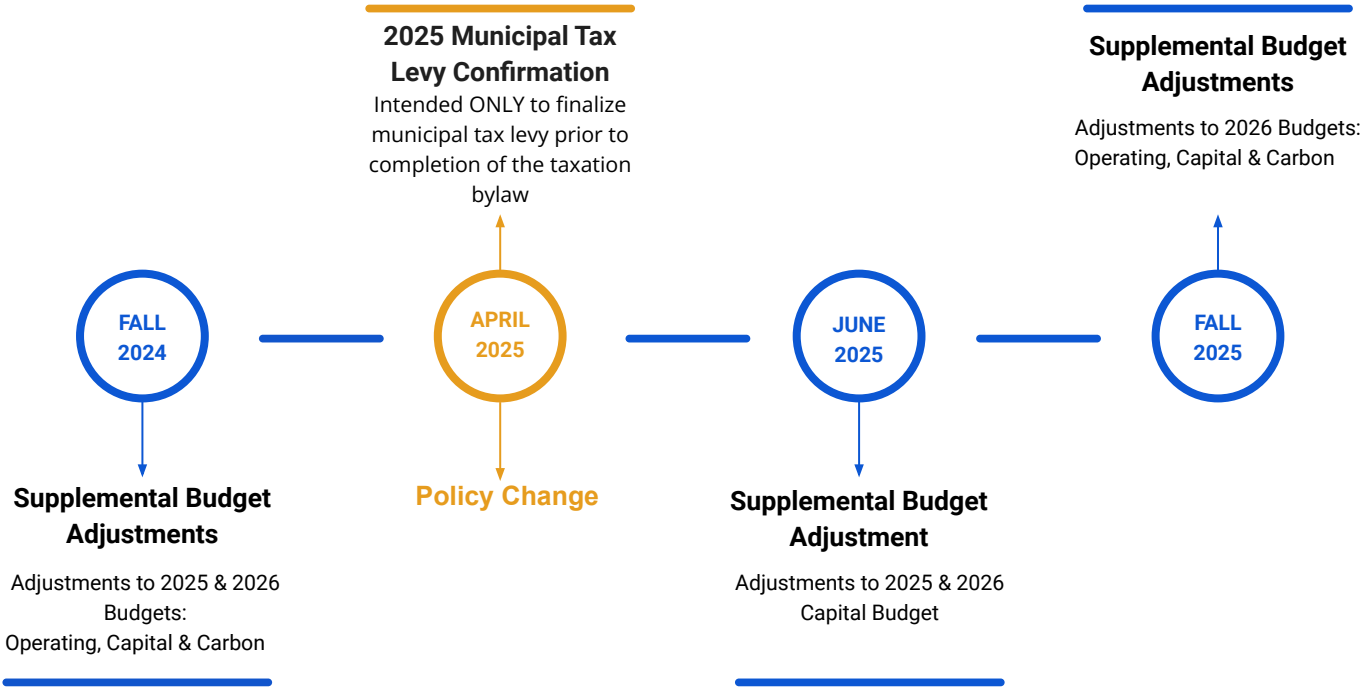 2025 Municipal Tax
Levy Confirmation
Intended ONLY to finalize
municipal tax levy prior to
completion of the taxation
bylaw
Supplemental Budget
Adjustments
Adjustments to 2026 Budgets:
Operating, Capital & Carbon
FALL
2024
APRIL
2025
JUNE
2025
FALL
2025
Supplemental Budget
Adjustments
Adjustments to 2025 & 2026
Budgets:
Operating, Capital & Carbon
Policy Change
Supplemental Budget
Adjustment
Adjustments to 2025 & 2026
Capital Budget